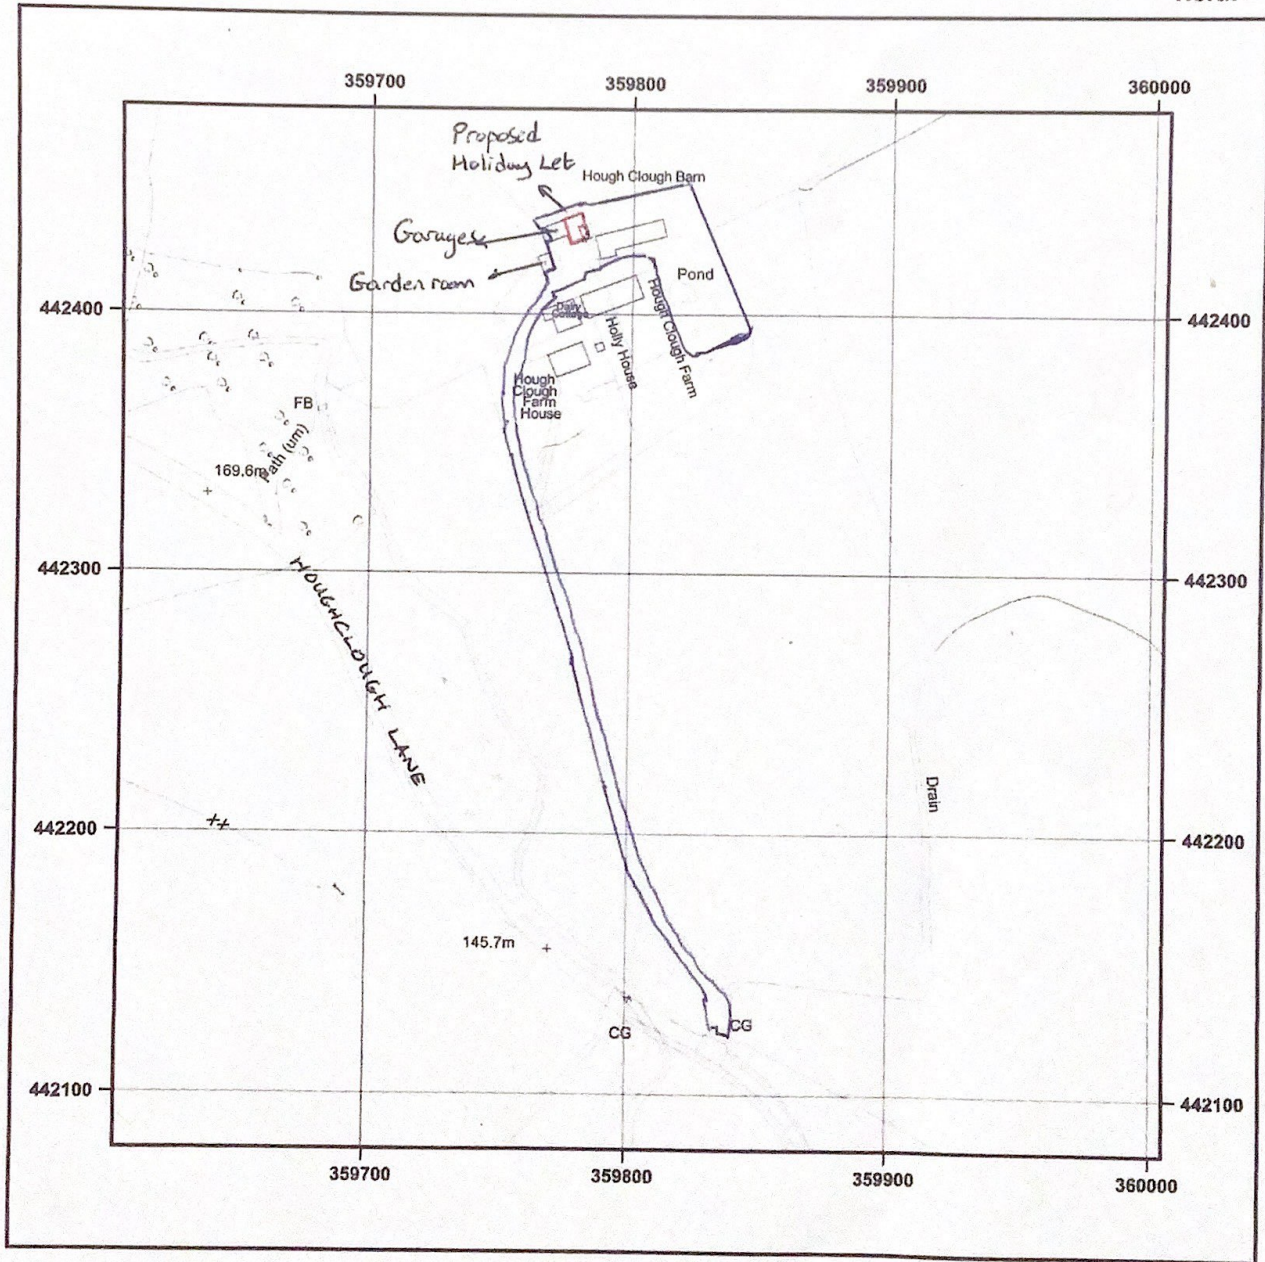 359700
359800
359900
360000
Proposed
Holiday Let
Hough Clough Barn
Garages
Garden room
Pond
442400
442400
Dairy
Cottage
Holly House
Hough Clough Farm
Hough
Clough
Farm
House
FB
Path (um)
169.6m
HOUGHCLOUGH LANE
442300
442300
Drain
442200
442200
145.7m
CG
CG
442100
442100
359700
359800
359900
360000